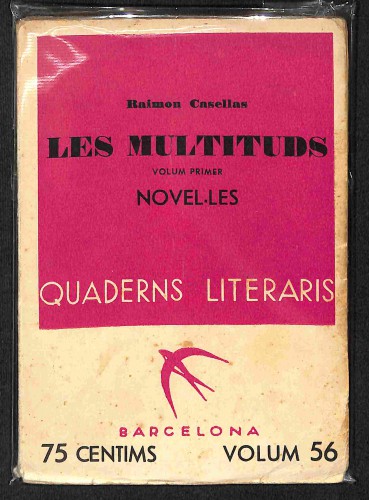 Raimon Casellas
LES MULTITUDS
VOLUM PRIMER
NOVEL·LES
QUADERNS LITERARIS
BARCELONA
75 CENTIMS VOLUM 56